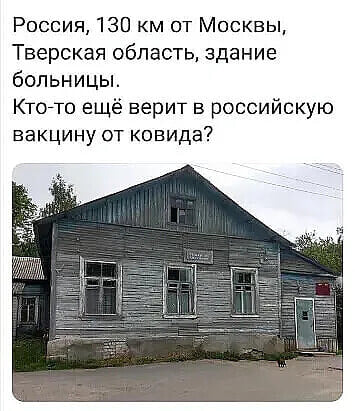 Россия, 130 км от Москвы,
Тверская область, здание
больницы.
Кто-то ещё верит в российскую
вакцину от ковида?